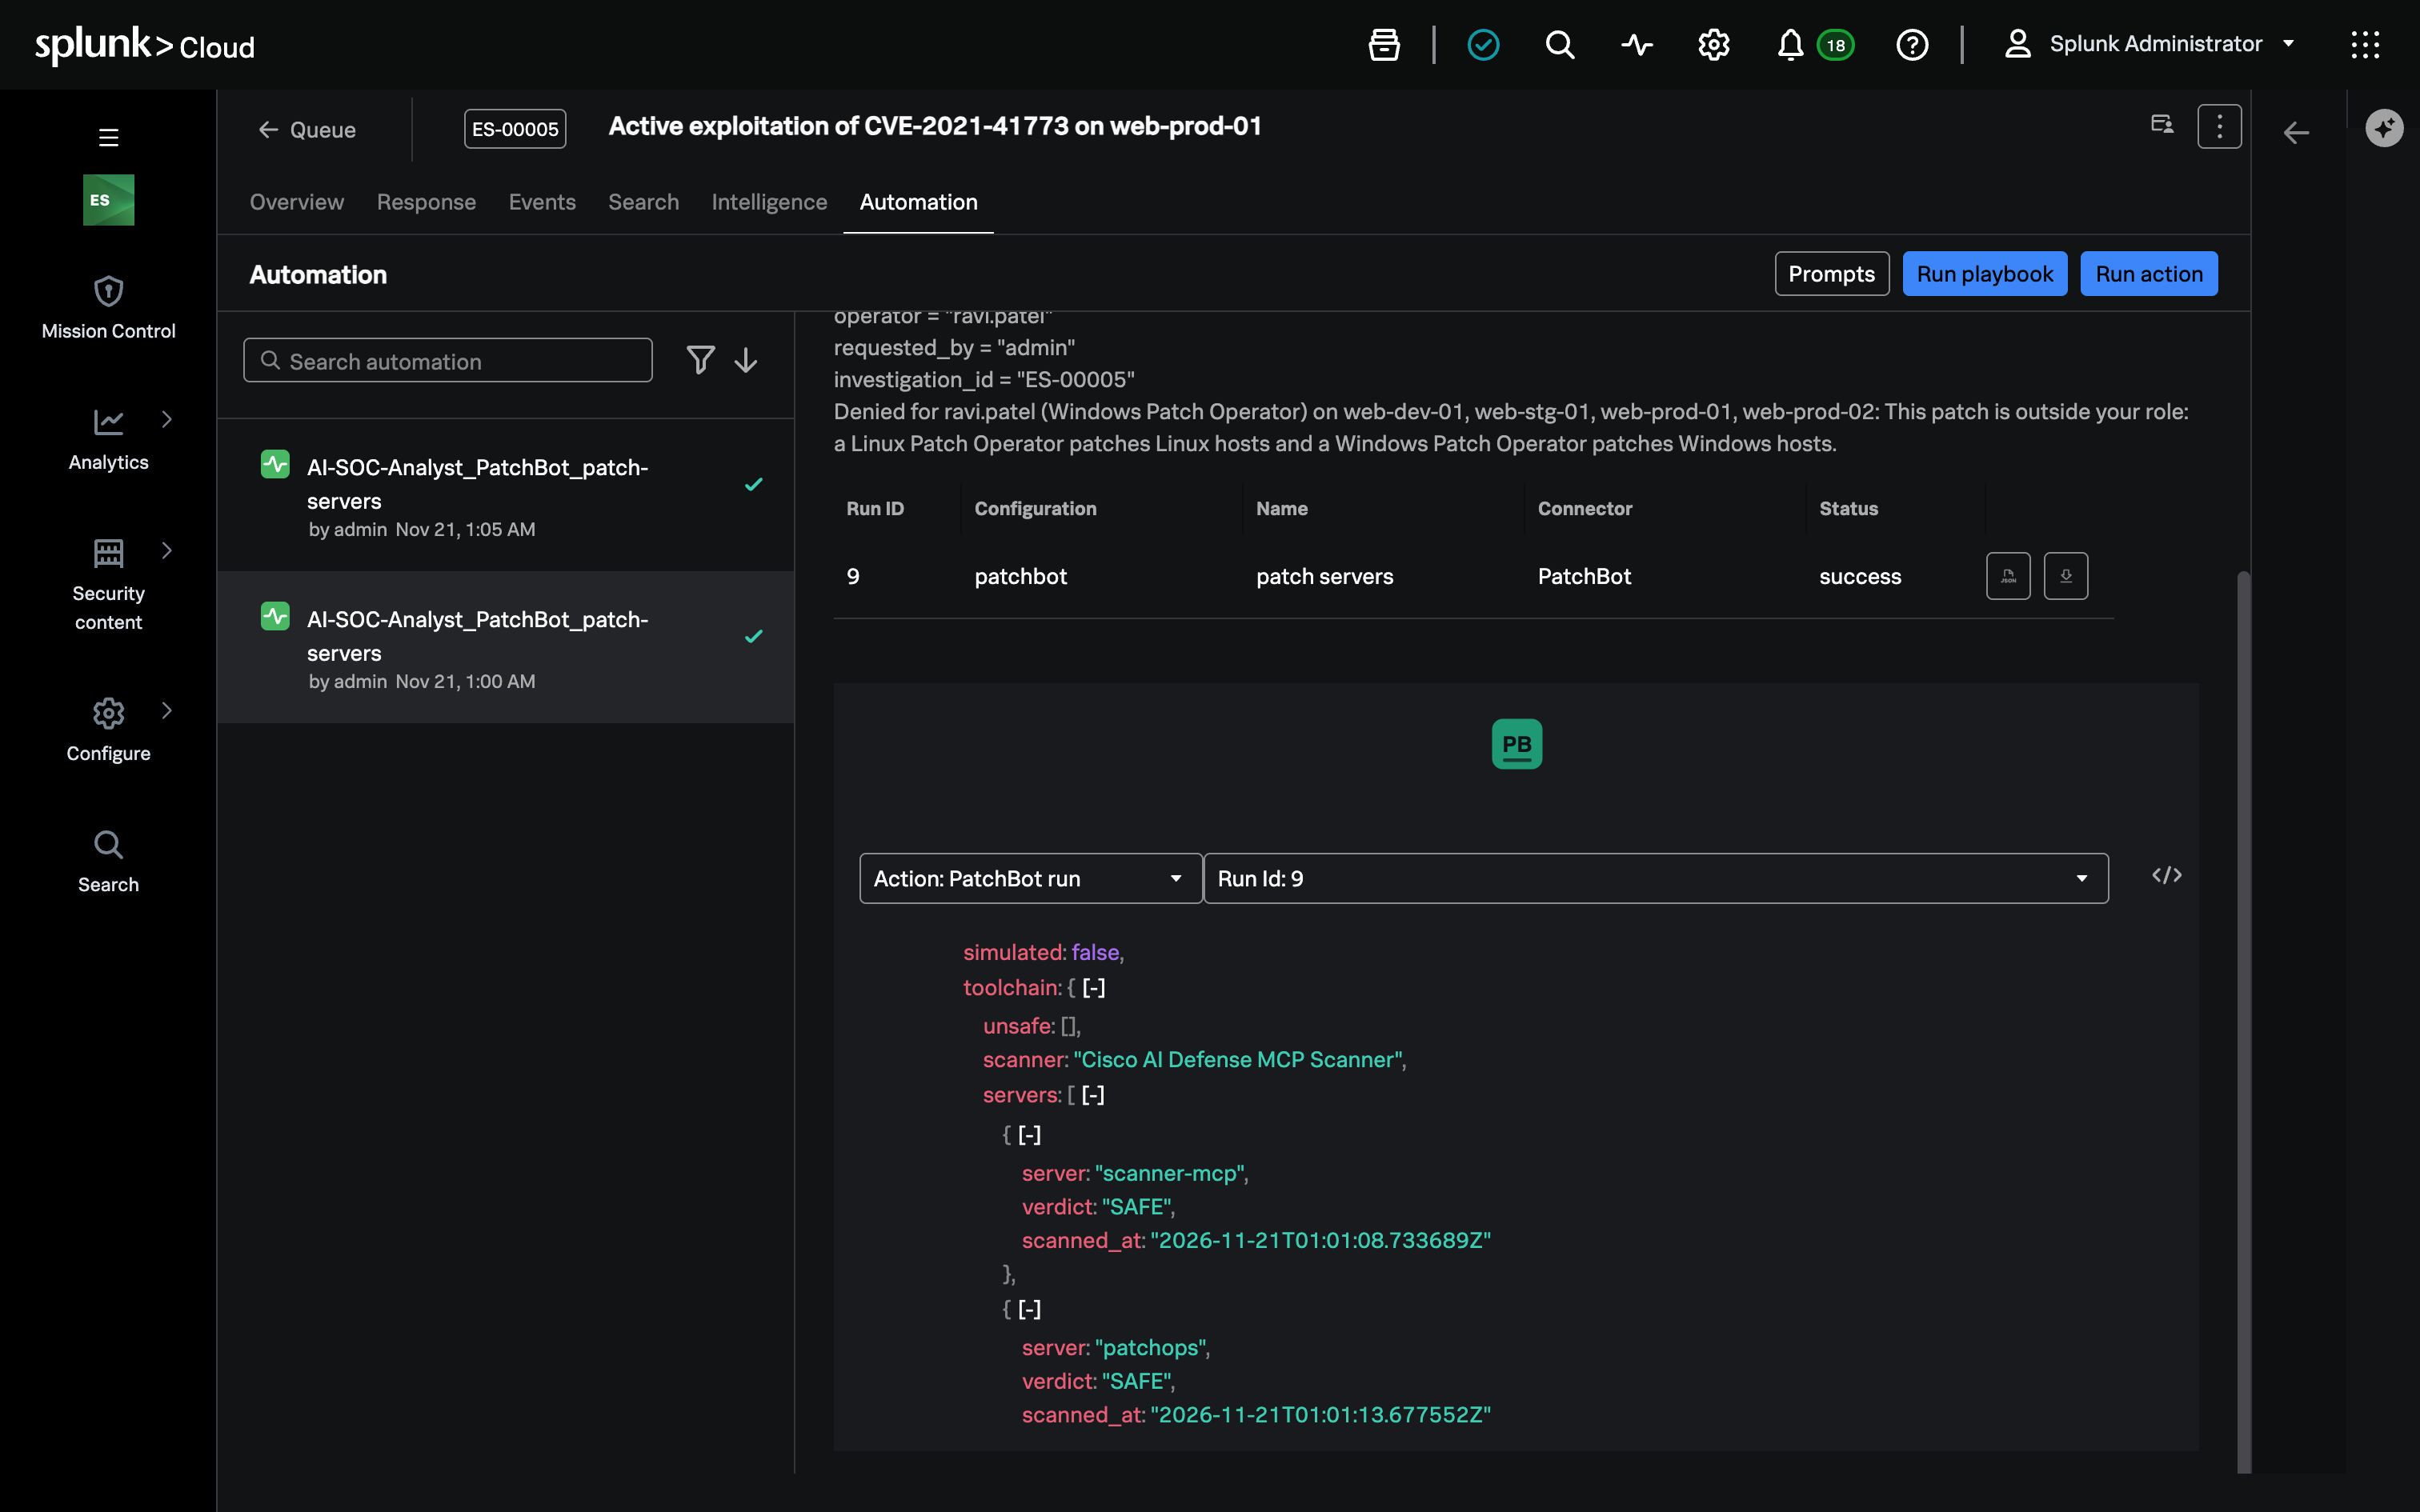 splunk> Cloud
18
Splunk Administrator
ES
Mission Control
Analytics
Security
content
Configure
Search
Queue
ES-00005
Active exploitation of CVE-2021-41773 on web-prod-01
Overview
Response
Events
Search
Intelligence
Automation
Automation
Prompts
Run playbook
Run action
Search automation
AI-SOC-Analyst_PatchBot_patch-
servers
by admin Nov 21, 1:05 AM
AI-SOC-Analyst_PatchBot_patch-
servers
by admin Nov 21, 1:00 AM
operator = "ravi.patel"
requested_by = "admin"
investigation_id = "ES-00005"
Denied for ravi.patel (Windows Patch Operator) on web-dev-01, web-stg-01, web-prod-01, web-prod-02: This patch is outside your role:
a Linux Patch Operator patches Linux hosts and a Windows Patch Operator patches Windows hosts.
Run ID Configuration Name Connector Status
9 patchbot patch servers PatchBot success
JSON
PB
Action: PatchBot run
Run Id: 9
</>
simulated: false,
toolchain: { [-]
unsafe: [],
scanner: "Cisco AI Defense MCP Scanner",
servers: [ [-]
{ [-]
server: "scanner-mcp",
verdict: "SAFE",
scanned_at: "2026-11-21T01:01:08.733689Z"
},
{ [-]
server: "patchops",
verdict: "SAFE",
scanned_at: "2026-11-21T01:01:13.677552Z"